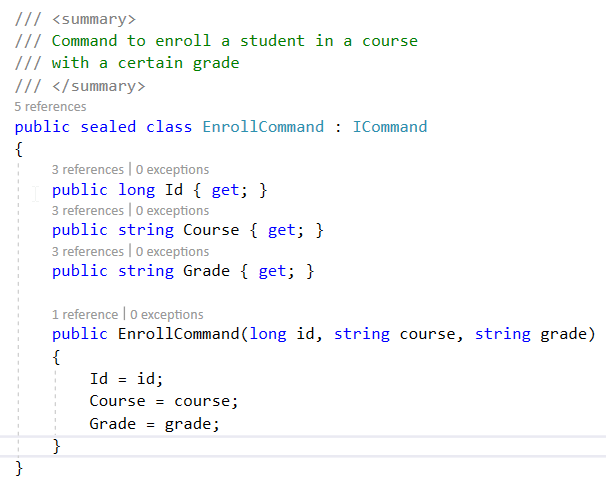 /// <summary>
/// Command to enroll a student in a course
/// with a certain grade
/// </summary>
5 references
public sealed class EnrollCommand : ICommand
{
3 references | 0 exceptions
public long Id { get; }
3 references | 0 exceptions
public string Course { get; }
3 references | 0 exceptions
public string Grade { get; }
1 reference | 0 exceptions
public EnrollCommand(long id, string course, string grade)
{
Id = id;
Course = course;
Grade = grade;
}
}